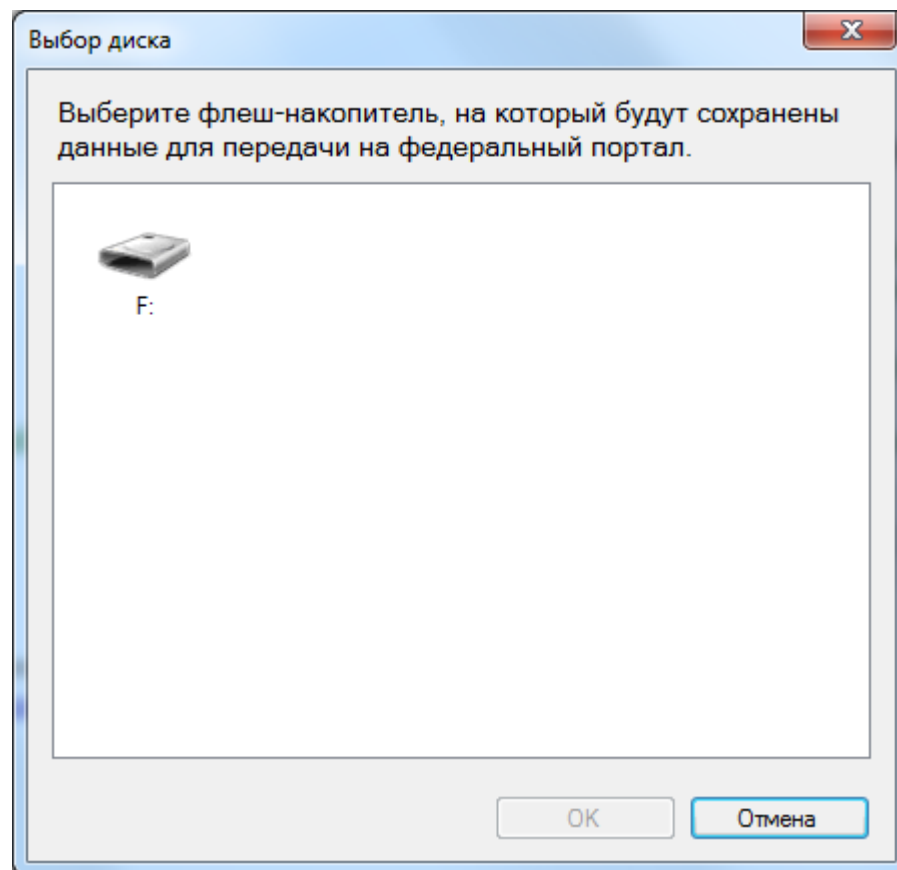 Выбор диска
Выберите флеш-накопитель, на который будут сохранены
данные для передачи на федеральный портал.
F:
OK
Отмена